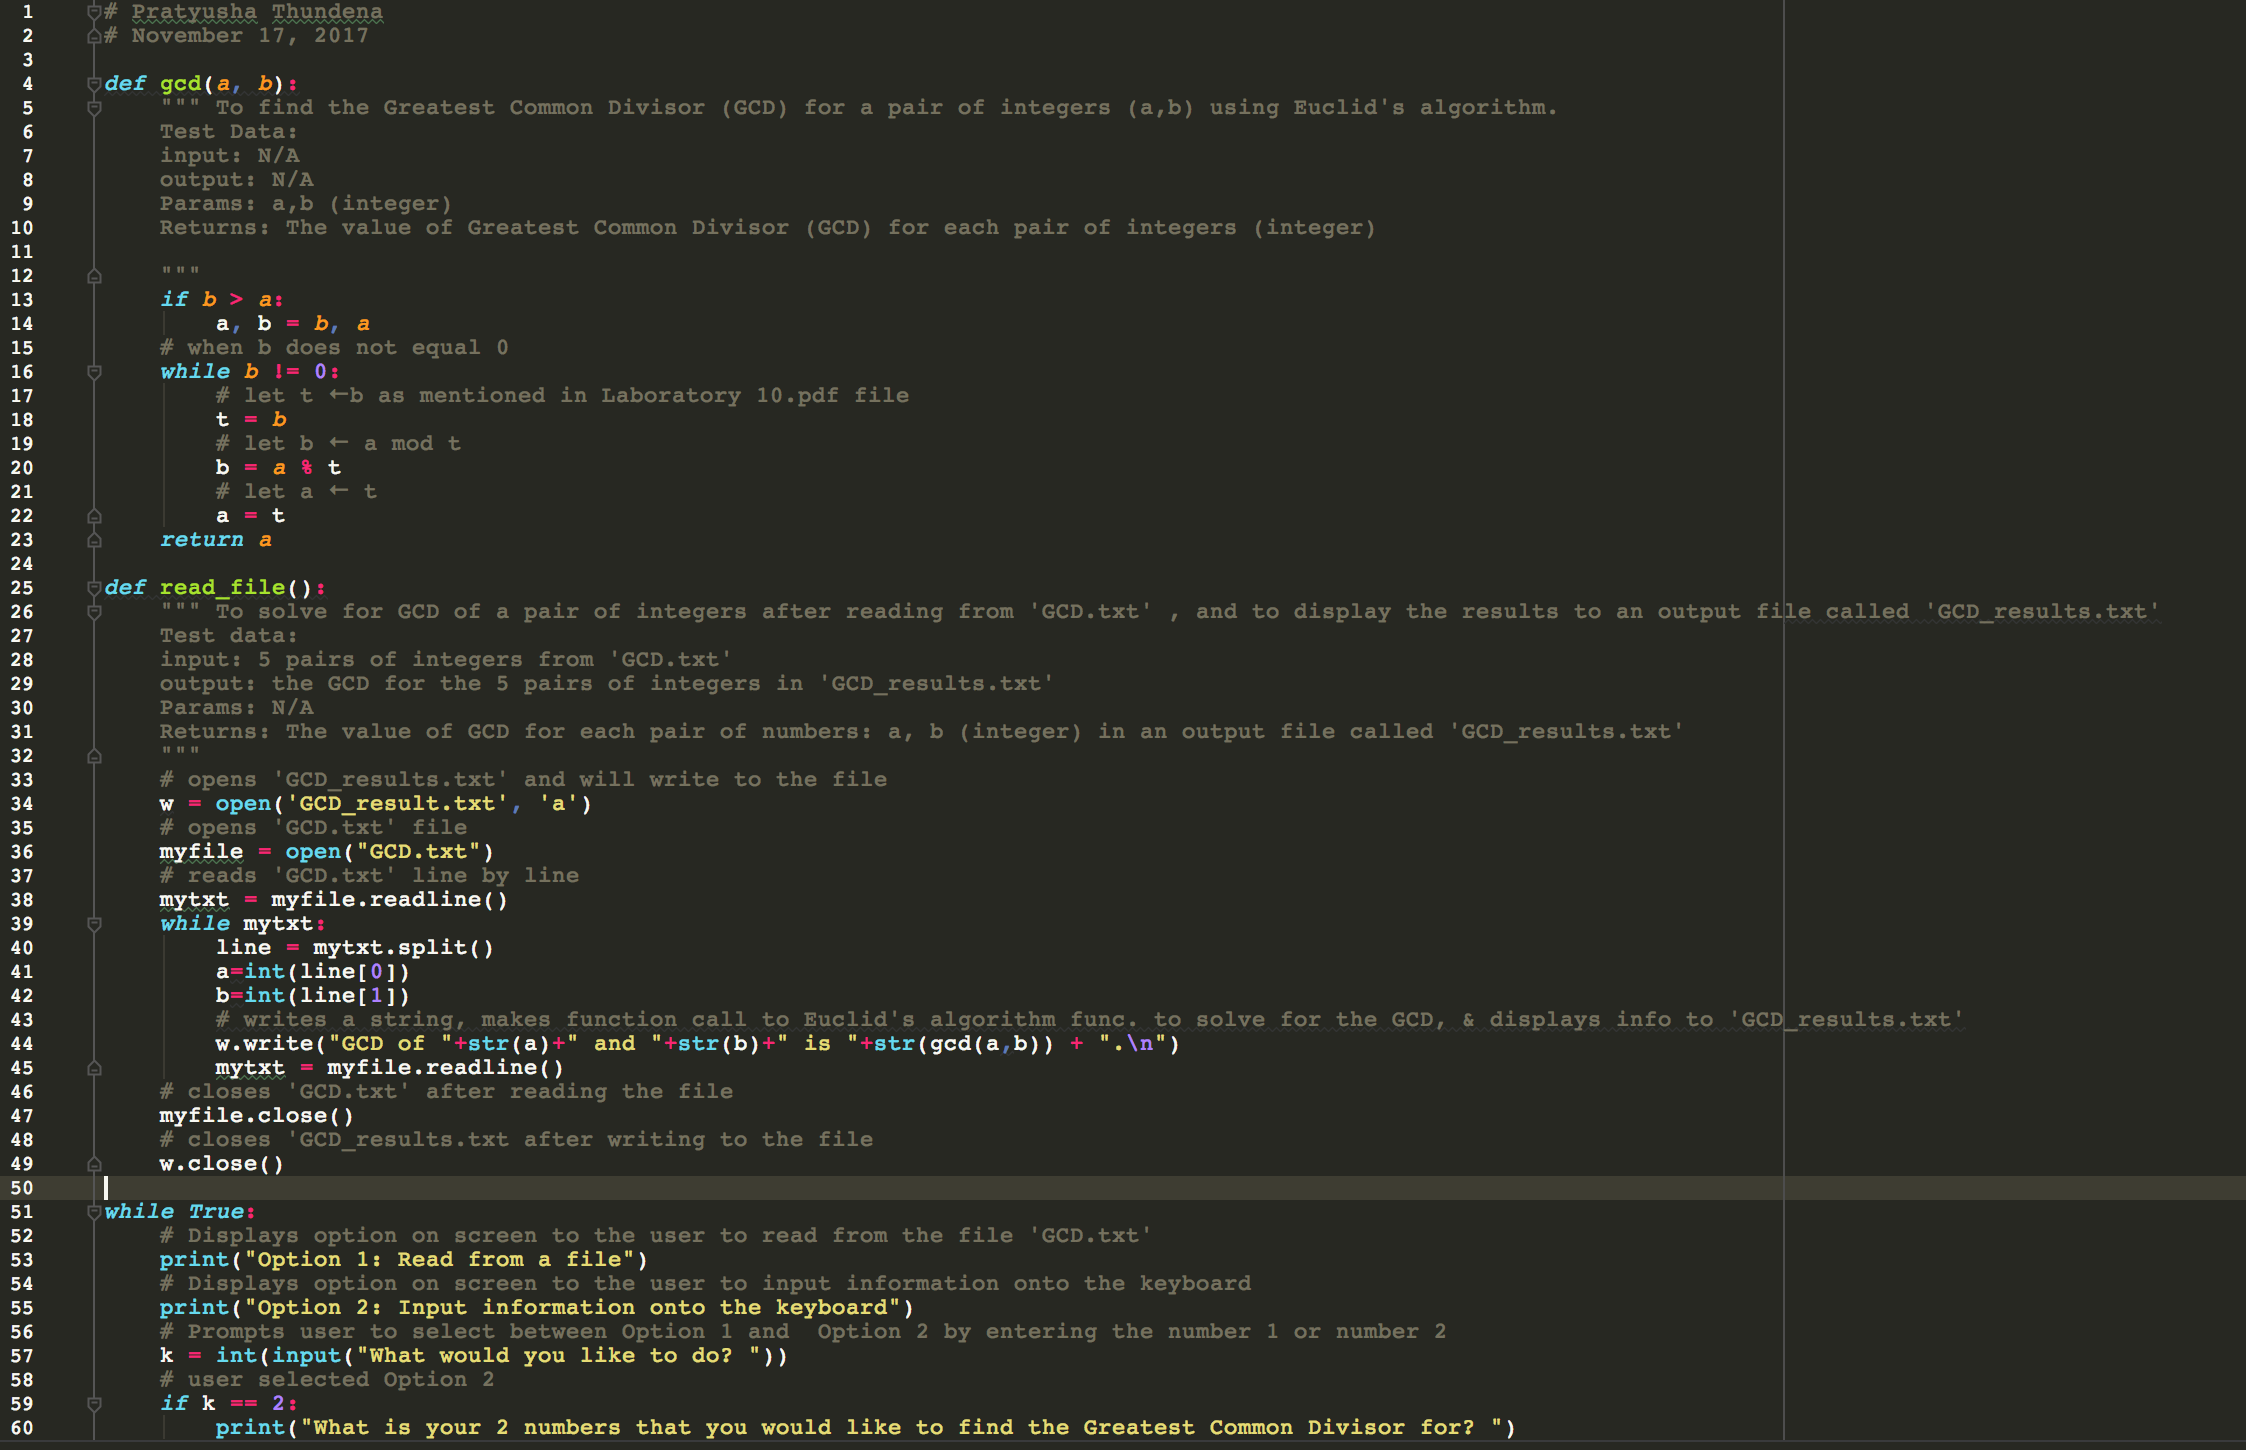 1 # Pratyusha Thundena
2 # November 17, 2017
3
4 def gcd(a, b):
5     """ To find the Greatest Common Divisor (GCD) for a pair of integers (a,b) using Euclid's algorithm.
6     Test Data:
7     input: N/A
8     output: N/A
9     Params: a,b (integer)
10     Returns: The value of Greatest Common Divisor (GCD) for each pair of integers (integer)
11
12     """
13     if b > a:
14         a, b = b, a
15     # when b does not equal 0
16     while b != 0:
17         # let t ←b as mentioned in Laboratory 10.pdf file
18         t = b
19         # let b ← a mod t
20         b = a % t
21         # let a ← t
22         a = t
23     return a
24
25 def read_file():
26     """ To solve for GCD of a pair of integers after reading from 'GCD.txt' , and to display the results to an output file called 'GCD_results.txt'
27     Test data:
28     input: 5 pairs of integers from 'GCD.txt'
29     output: the GCD for the 5 pairs of integers in 'GCD_results.txt'
30     Params: N/A
31     Returns: The value of GCD for each pair of numbers: a, b (integer) in an output file called 'GCD_results.txt'
32     """
33     # opens 'GCD_results.txt' and will write to the file
34     w = open('GCD_result.txt', 'a')
35     # opens 'GCD.txt' file
36     myfile = open("GCD.txt")
37     # reads 'GCD.txt' line by line
38     mytxt = myfile.readline()
39     while mytxt:
40         line = mytxt.split()
41         a=int(line[0])
42         b=int(line[1])
43         # writes a string, makes function call to Euclid's algorithm func. to solve for the GCD, & displays info to 'GCD_results.txt'
44         w.write("GCD of "+str(a)+" and "+str(b)+" is "+str(gcd(a,b)) + ".\n")
45         mytxt = myfile.readline()
46     # closes 'GCD.txt' after reading the file
47     myfile.close()
48     # closes 'GCD_results.txt after writing to the file
49     w.close()
50
51 while True:
52     # Displays option on screen to the user to read from the file 'GCD.txt'
53     print("Option 1: Read from a file")
54     # Displays option on screen to the user to input information onto the keyboard
55     print("Option 2: Input information onto the keyboard")
56     # Prompts user to select between Option 1 and  Option 2 by entering the number 1 or number 2
57     k = int(input("What would you like to do? "))
58     # user selected Option 2
59     if k == 2:
60         print("What is your 2 numbers that you would like to find the Greatest Common Divisor for? ")